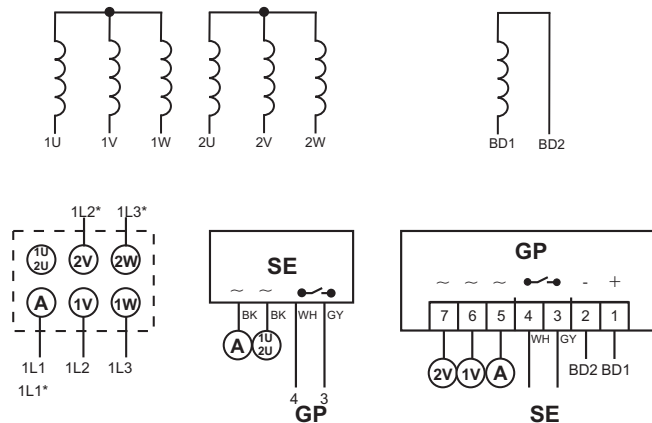 1U 1V 1W 2U 2V 2W BD1 BD2
1L2* 1L3*
1U 2U 2V 2W
A 1V 1W
1L1 1L2 1L3
1L1*
SE
~ ~
BK BK WH GY
A 1U 2U
4 3
GP
GP
~ ~ ~ - +
7 6 5 4 3 2 1
WH GY
2V 1V A BD2 BD1
SE